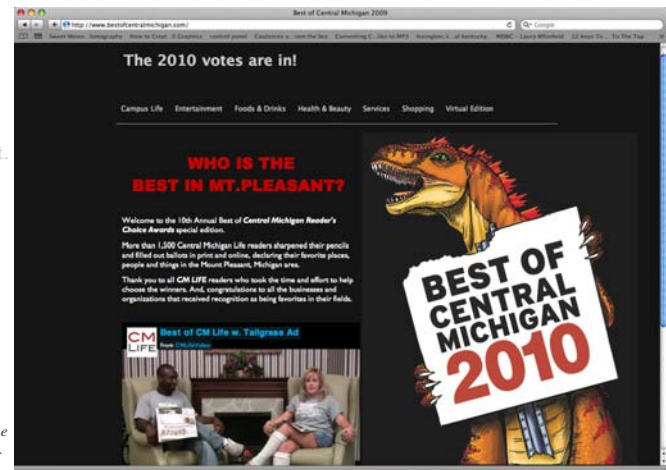 Best of Central Michigan 2009
http://www.bestofcentralmichigan.com/
Google
control panel
The 2010 votes are in!
Campus Life Entertainment Foods & Drinks Health & Beauty Services Shopping Virtual Edition
WHO IS THE
BEST IN MT.PLEASANT?
Welcome to the 10th Annual Best of Central Michigan Reader's
Choice Awards special edition.
More than 1,500 Central Michigan Life readers sharpened their pencils
and filled out ballots in print and online, declaring their favorite places,
people and things in the Mount Pleasant, Michigan area.
Thank you to all CM LIFE readers who took the time and effort to help
choose the winners. And, congratulations to all the businesses and
organizations that received recognition as being favorites in their fields.
CM
LIFE
Best of CM Life w. Tallgrass Ad
from CMLifeVideo
BEST OF
CENTRAL
MICHIGAN
2010